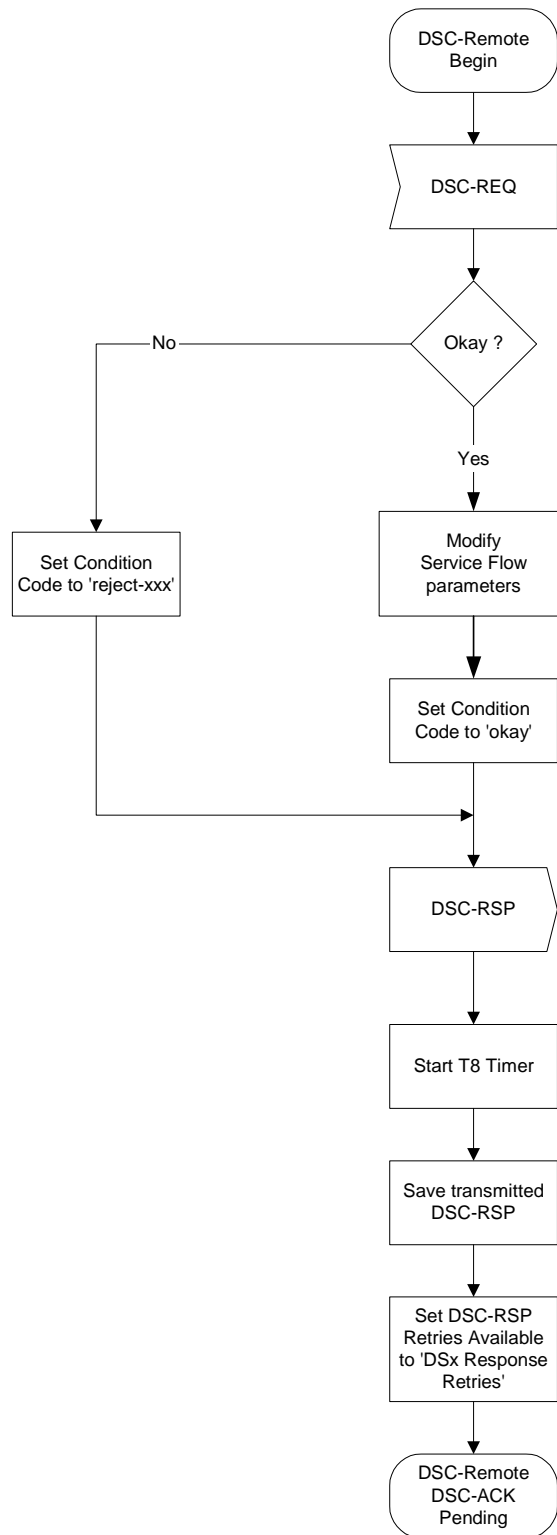 DSC-Remote
Begin
DSC-REQ
Okay ?
No
Yes
Set Condition
Code to 'reject-xxx'
Modify
Service Flow
parameters
Set Condition
Code to 'okay'
DSC-RSP
Start T8 Timer
Save transmitted
DSC-RSP
Set DSC-RSP
Retries Available
to 'DSx Response
Retries'
DSC-Remote
DSC-ACK
Pending